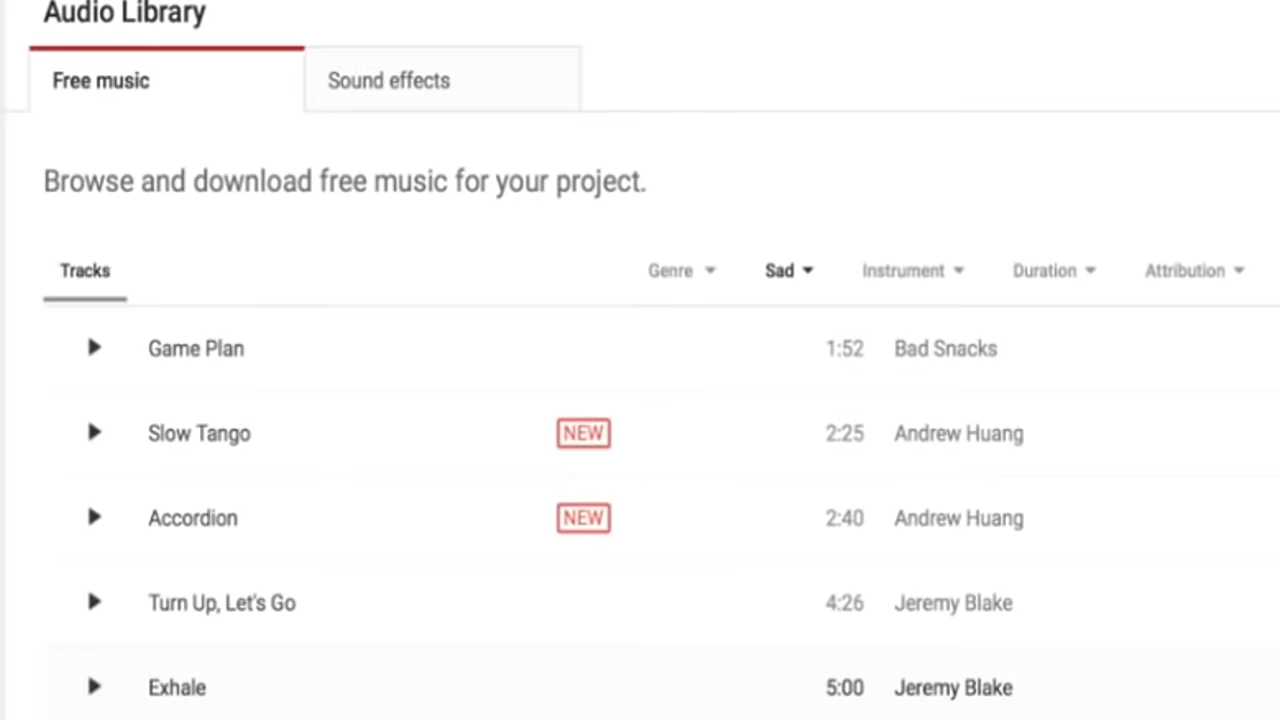 Audio Library
Free music Sound effects
Browse and download free music for your project.
Tracks Genre Sad Instrument Duration Attribution
Game Plan 1:52 Bad Snacks
Slow Tango NEW 2:25 Andrew Huang
Accordion NEW 2:40 Andrew Huang
Turn Up, Let's Go 4:26 Jeremy Blake
Exhale 5:00 Jeremy Blake